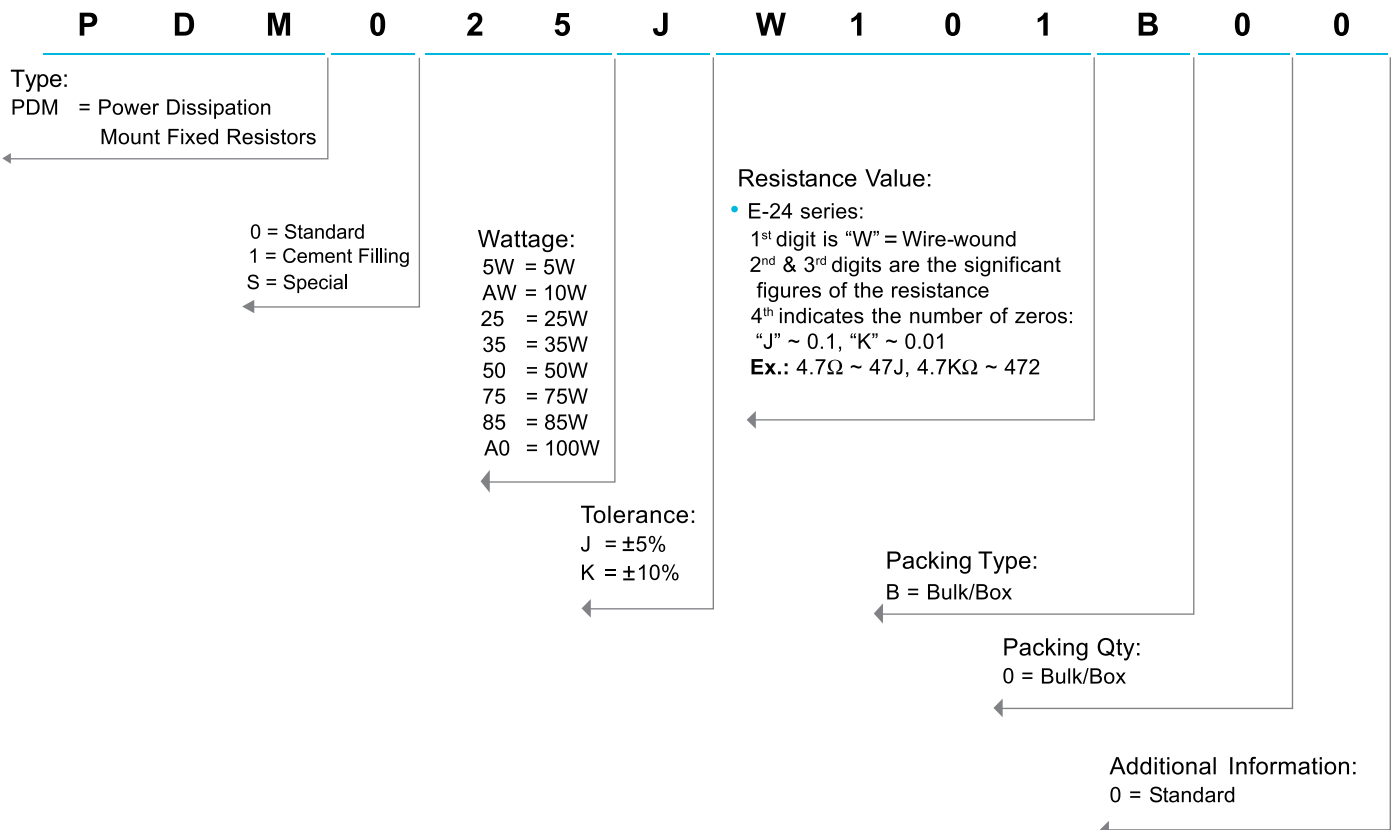 P D M 0 2 5 J W 1 0 1 B 0 0
Type:
PDM = Power Dissipation
Mount Fixed Resistors
0 = Standard
1 = Cement Filling
S = Special
Wattage:
5W = 5W
AW = 10W
25 = 25W
35 = 35W
50 = 50W
75 = 75W
85 = 85W
A0 = 100W
Tolerance:
J = ±5%
K = ±10%
Resistance Value:
• E-24 series:
1st digit is “W” = Wire-wound
2nd & 3rd digits are the significant
figures of the resistance
4th indicates the number of zeros:
“J” ~ 0.1, “K” ~ 0.01
Ex.: 4.7Ω ~ 47J, 4.7KΩ ~ 472
Packing Type:
B = Bulk/Box
Packing Qty:
0 = Bulk/Box
Additional Information:
0 = Standard